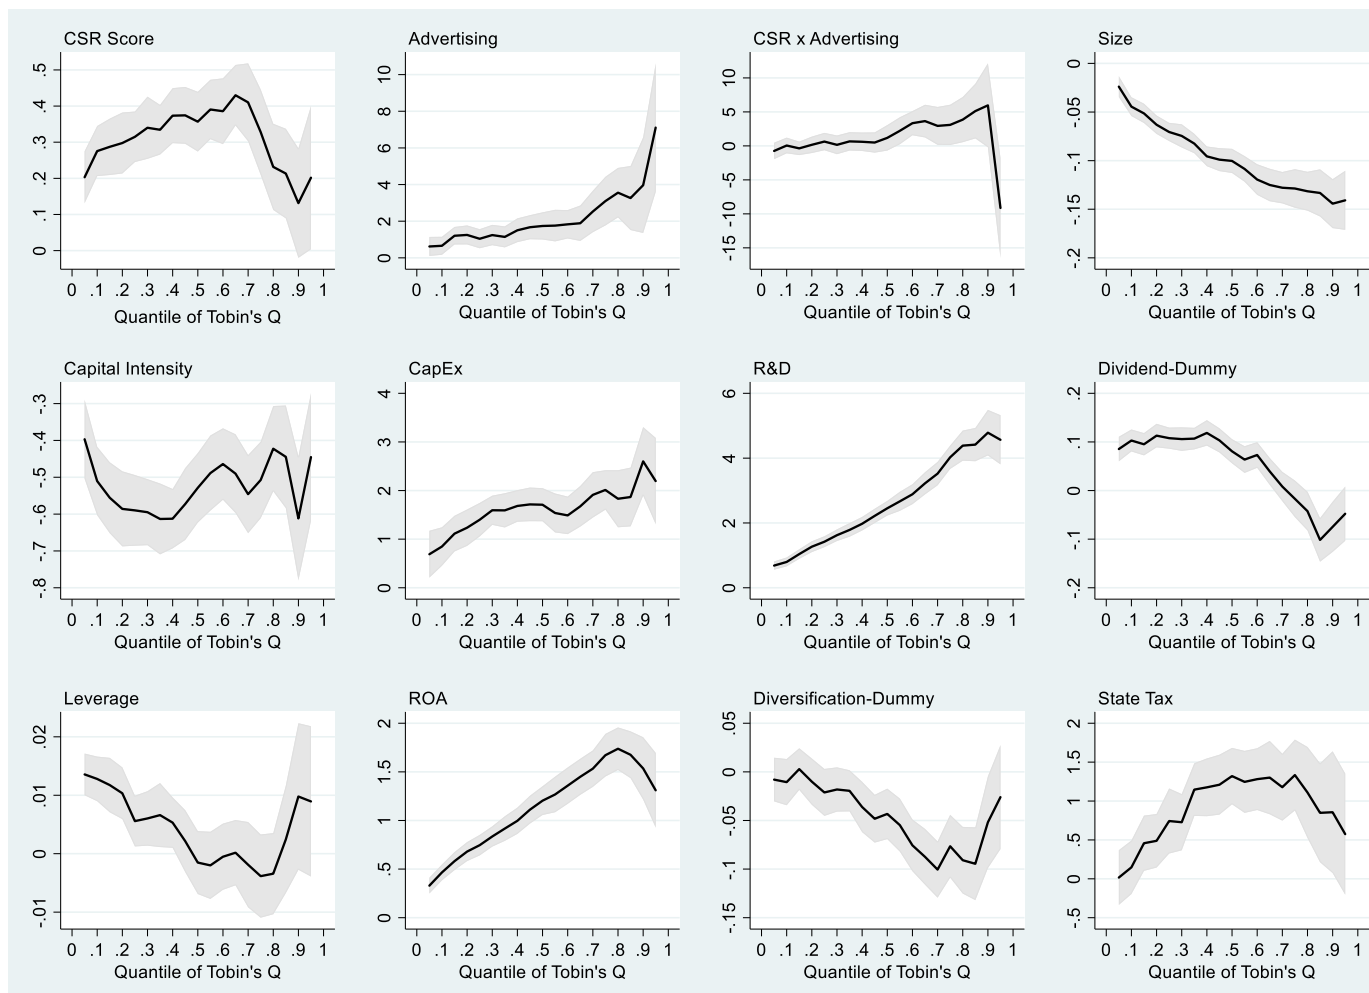 CSR Score
.5
.4
.3
.2
.1
0
0 .1 .2 .3 .4 .5 .6 .7 .8 .9 1
Quantile of Tobin's Q
Advertising
10
8
6
4
2
0
0 .1 .2 .3 .4 .5 .6 .7 .8 .9 1
Quantile of Tobin's Q
CSR x Advertising
10
5
0
-5
-10
-15
0 .1 .2 .3 .4 .5 .6 .7 .8 .9 1
Quantile of Tobin's Q
Size
0
-.05
-.1
-.15
-.2
0 .1 .2 .3 .4 .5 .6 .7 .8 .9 1
Quantile of Tobin's Q
Capital Intensity
-.3
-.4
-.5
-.6
-.7
-.8
0 .1 .2 .3 .4 .5 .6 .7 .8 .9 1
Quantile of Tobin's Q
CapEx
4
3
2
1
0
0 .1 .2 .3 .4 .5 .6 .7 .8 .9 1
Quantile of Tobin's Q
R&D
6
4
2
0
0 .1 .2 .3 .4 .5 .6 .7 .8 .9 1
Quantile of Tobin's Q
Dividend-Dummy
.2
.1
0
-.1
-.2
0 .1 .2 .3 .4 .5 .6 .7 .8 .9 1
Quantile of Tobin's Q
Leverage
.02
.01
0
-.01
0 .1 .2 .3 .4 .5 .6 .7 .8 .9 1
Quantile of Tobin's Q
ROA
2
1.5
1
.5
0
0 .1 .2 .3 .4 .5 .6 .7 .8 .9 1
Quantile of Tobin's Q
Diversification-Dummy
.05
0
-.05
-.1
-.15
0 .1 .2 .3 .4 .5 .6 .7 .8 .9 1
Quantile of Tobin's Q
State Tax
2
1.5
1
.5
0
-.5
0 .1 .2 .3 .4 .5 .6 .7 .8 .9 1
Quantile of Tobin's Q